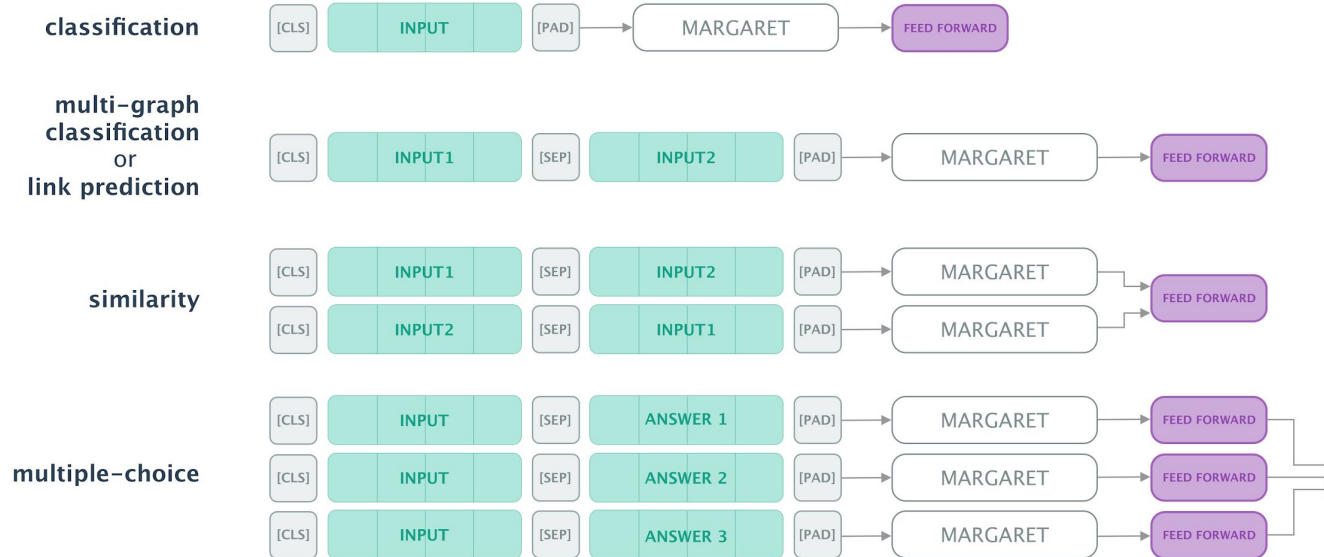 classification [CLS] INPUT [PAD] MARGARET FEED FORWARD
multi-graph
classification
or
link prediction
[CLS] INPUT1 [SEP] INPUT2 [PAD] MARGARET FEED FORWARD
similarity
[CLS] INPUT1 [SEP] INPUT2 [PAD] MARGARET
[CLS] INPUT2 [SEP] INPUT1 [PAD] MARGARET
FEED FORWARD
multiple-choice
[CLS] INPUT [SEP] ANSWER 1 [PAD] MARGARET FEED FORWARD
[CLS] INPUT [SEP] ANSWER 2 [PAD] MARGARET FEED FORWARD
[CLS] INPUT [SEP] ANSWER 3 [PAD] MARGARET FEED FORWARD